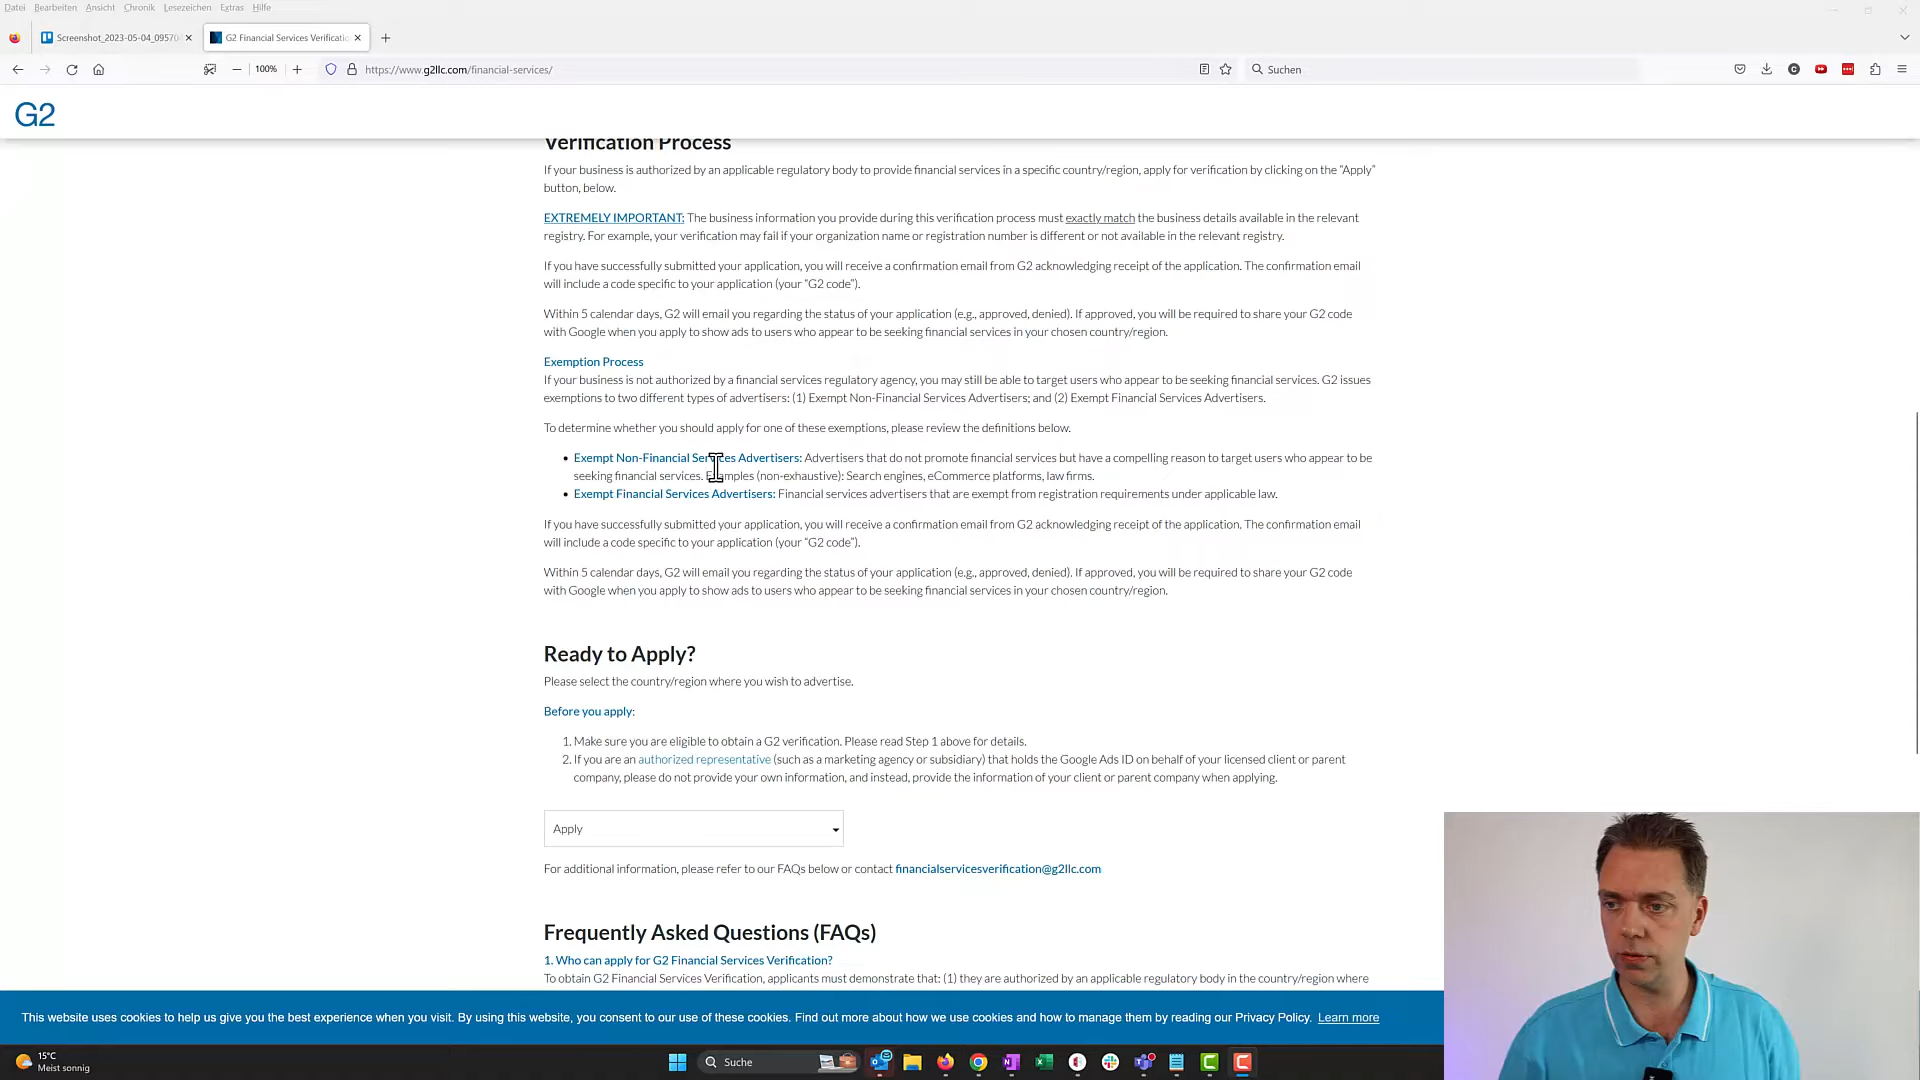 Datei Bearbeiten Ansicht Chronik Lesezeichen Extras Hilfe
Screenshot_2023-05-04_09570
G2 Financial Services Verificatio
100%
https://www.g2llc.com/financial-services/
Suchen
G2
Verification Process
If your business is authorized by an applicable regulatory body to provide financial services in a specific country/region, apply for verification by clicking on the “Apply”
button, below.
EXTREMELY IMPORTANT: The business information you provide during this verification process must exactly match the business details available in the relevant
registry. For example, your verification may fail if your organization name or registration number is different or not available in the relevant registry.
If you have successfully submitted your application, you will receive a confirmation email from G2 acknowledging receipt of the application. The confirmation email
will include a code specific to your application (your “G2 code”).
Within 5 calendar days, G2 will email you regarding the status of your application (e.g., approved, denied). If approved, you will be required to share your G2 code
with Google when you apply to show ads to users who appear to be seeking financial services in your chosen country/region.
Exemption Process
If your business is not authorized by a financial services regulatory agency, you may still be able to target users who appear to be seeking financial services. G2 issues
exemptions to two different types of advertisers: (1) Exempt Non-Financial Services Advertisers; and (2) Exempt Financial Services Advertisers.
To determine whether you should apply for one of these exemptions, please review the definitions below.
• Exempt Non-Financial Services Advertisers: Advertisers that do not promote financial services but have a compelling reason to target users who appear to be
seeking financial services. Examples (non-exhaustive): Search engines, eCommerce platforms, law firms.
• Exempt Financial Services Advertisers: Financial services advertisers that are exempt from registration requirements under applicable law.
If you have successfully submitted your application, you will receive a confirmation email from G2 acknowledging receipt of the application. The confirmation email
will include a code specific to your application (your “G2 code”).
Within 5 calendar days, G2 will email you regarding the status of your application (e.g., approved, denied). If approved, you will be required to share your G2 code
with Google when you apply to show ads to users who appear to be seeking financial services in your chosen country/region.
Ready to Apply?
Please select the country/region where you wish to advertise.
Before you apply:
1. Make sure you are eligible to obtain a G2 verification. Please read Step 1 above for details.
2. If you are an authorized representative (such as a marketing agency or subsidiary) that holds the Google Ads ID on behalf of your licensed client or parent
company, please do not provide your own information, and instead, provide the information of your client or parent company when applying.
Apply
For additional information, please refer to our FAQs below or contact financialservicesverification@g2llc.com
Frequently Asked Questions (FAQs)
1. Who can apply for G2 Financial Services Verification?
To obtain G2 Financial Services Verification, applicants must demonstrate that: (1) they are authorized by an applicable regulatory body in the country/region where
This website uses cookies to help us give you the best experience when you visit. By using this website, you consent to our use of these cookies. Find out more about how we use cookies and how to manage them by reading our Privacy Policy. Learn more
15°C
Meist sonnig
Suche